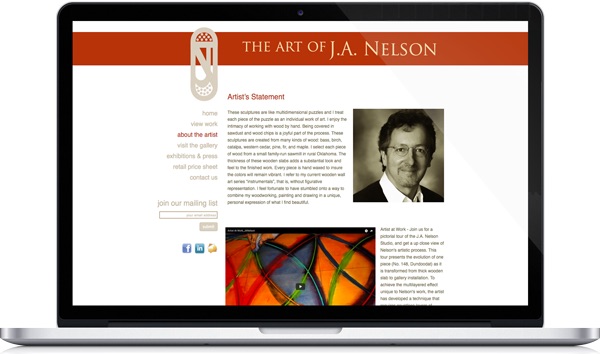 THE ART OF J.A. NELSON
home
view work
about the artist
visit the gallery
exhibitions & press
retail price sheet
contact us
join our mailing list
your email address
submit
Artist's Statement
These sculptures are like multidimensional puzzles and I treat
each piece of the puzzle as an individual work of art. I enjoy the
intimacy of working with wood by hand. Being covered in
sawdust and wood chips is a joyful part of the process. These
sculptures are created from many kinds of wood: bass, birch,
catalpa, western cedar, pine, fir, and maple. I select each piece
of wood from a small family-run sawmill in rural Oklahoma. The
thickness of these wooden slabs adds a substantial look and
feel to the finished work. Every piece is hand waxed to insure
the colors will remain vibrant. I refer to my current wooden wall
art series "Instrumentals", that is, without figurative
representation. I feel fortunate to have stumbled onto a way to
combine my woodworking, painting and drawing in a unique,
personal expression of what I find beautiful.
Artist at Work - Join us for a
pictorial tour of the J.A. Nelson
Studio, and get a up close view of
Nelson's artistic process. This
tour presents the evolution of one
piece (No. 148, Dundoodat) as it
is transformed from thick wooden
slab to gallery installation. To
achieve the multilayered effect
unique to Nelson's work, the artist
has developed a technique that